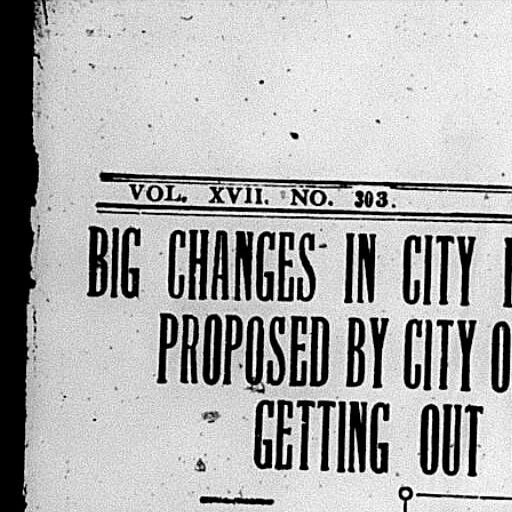 VOL. XVII. NO. 303.
BIG CHANGES IN CITY
PROPOSED BY CITY
GETTING OUT